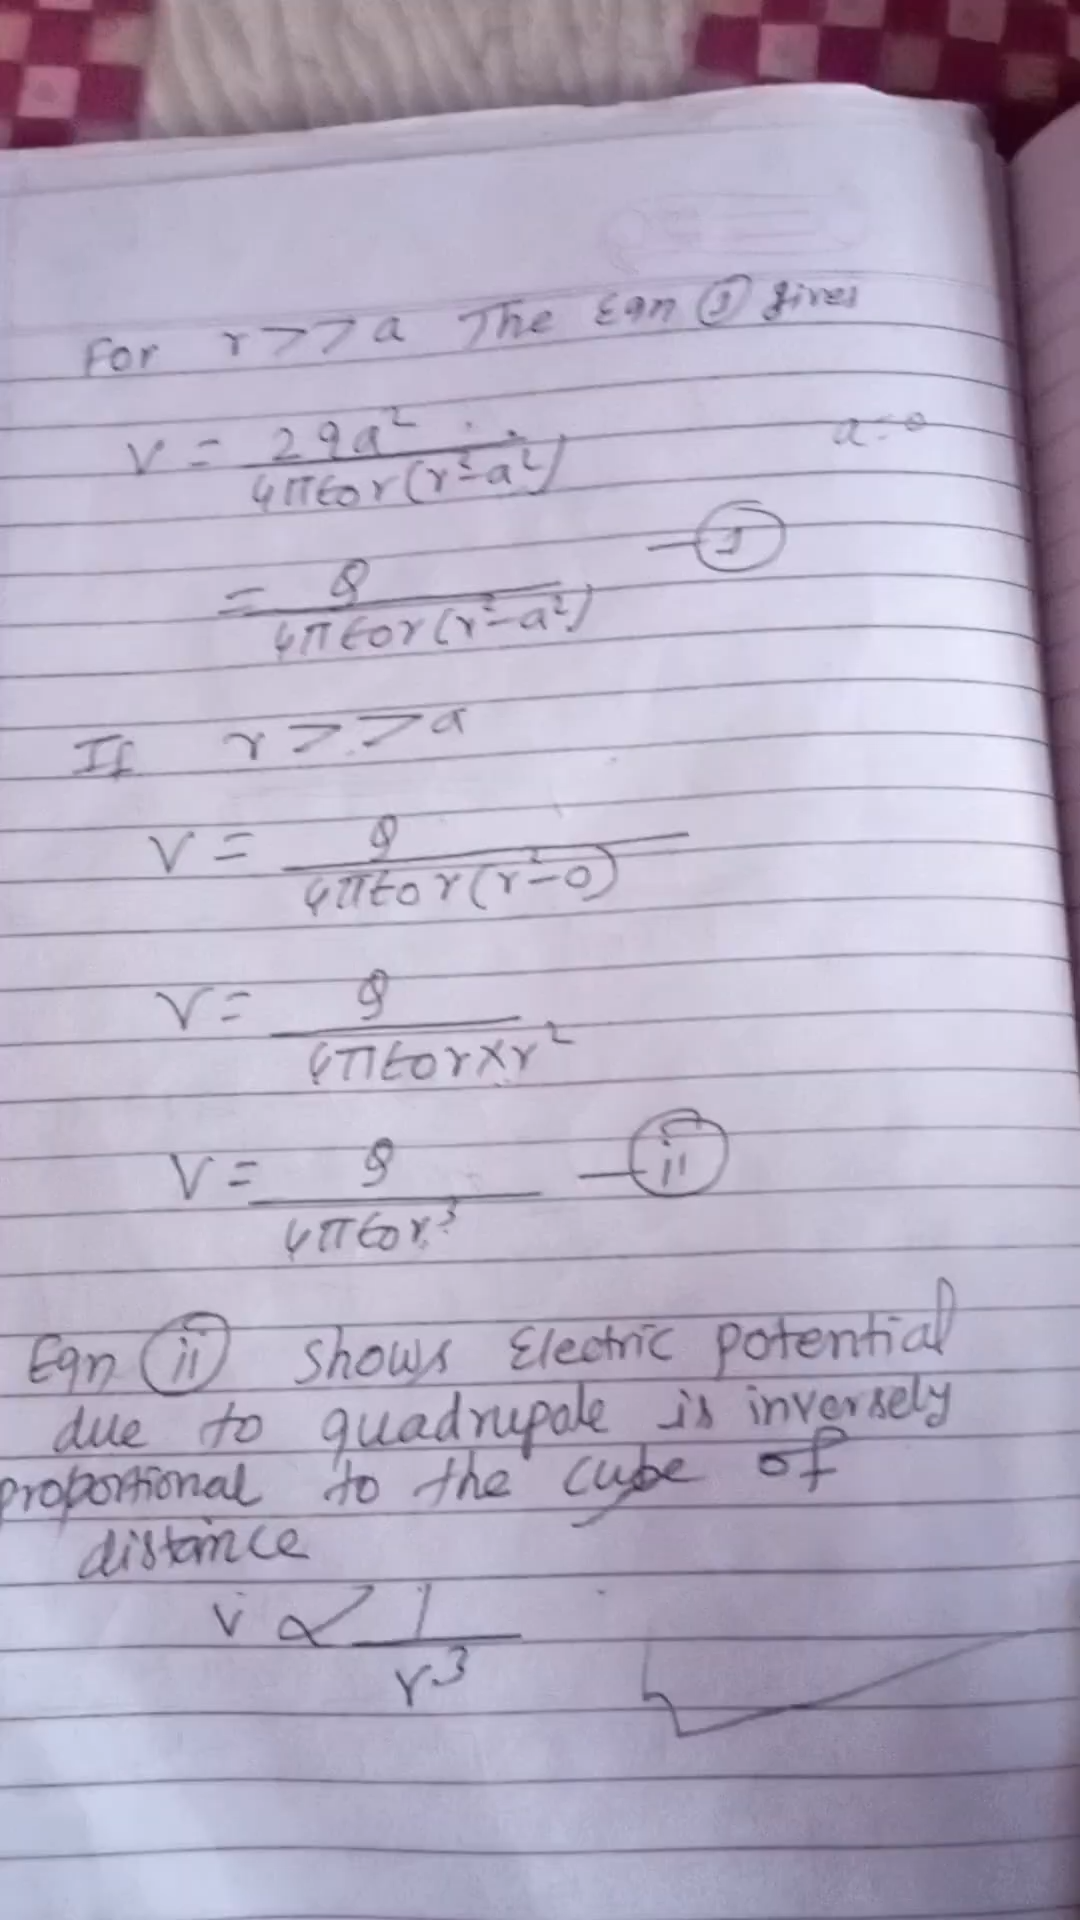 For r >> a The Eqn ① gives
V = 2qa² / 4πϵ0r(r²-a²)
a=0
= Q / 4πϵ0r(r²-a²) — ①
If r >> a
V = Q / 4πϵ0r(r²-0)
V = Q / 4πϵ0r×r²
V = Q / 4πϵ0r³ — ⅱ
Eqn ⅱ shows Electric potential
due to quadrupole is inversely
proportional to the cube of
distance
V ∝ 1 / r³